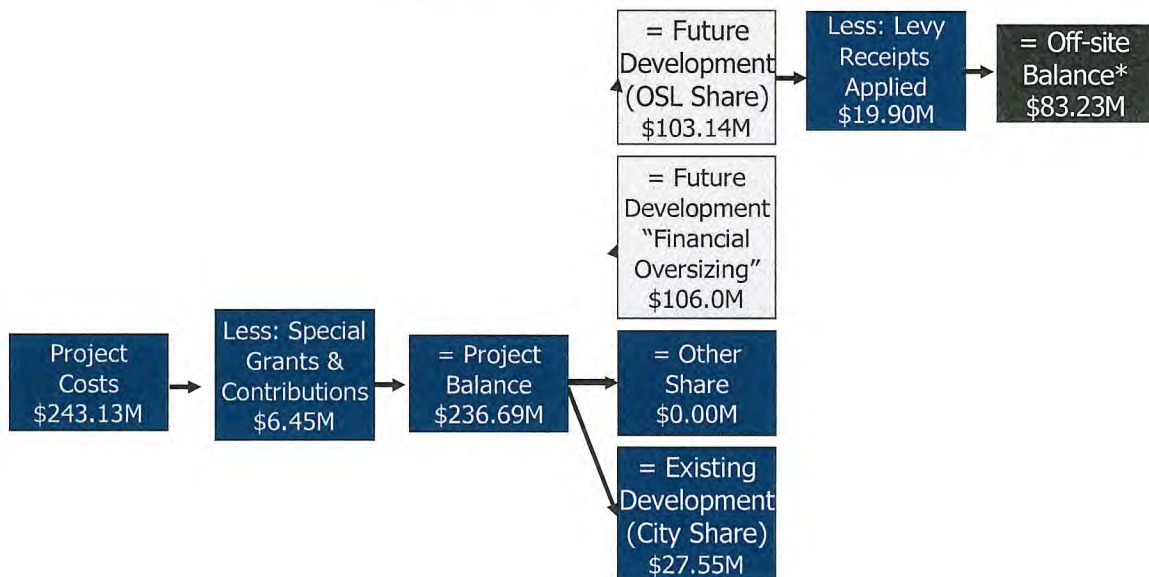 Project
Costs
$243.13M
Less: Special
Grants &
Contributions
$6.45M
= Project
Balance
$236.69M
= Future
Development
(OSL Share)
$103.14M
Less: Levy
Receipts
Applied
$19.90M
= Off-site
Balance*
$83.23M
= Future
Development
“Financial
Oversizing”
$106.0M
= Other
Share
$0.00M
= Existing
Development
(City Share)
$27.55M